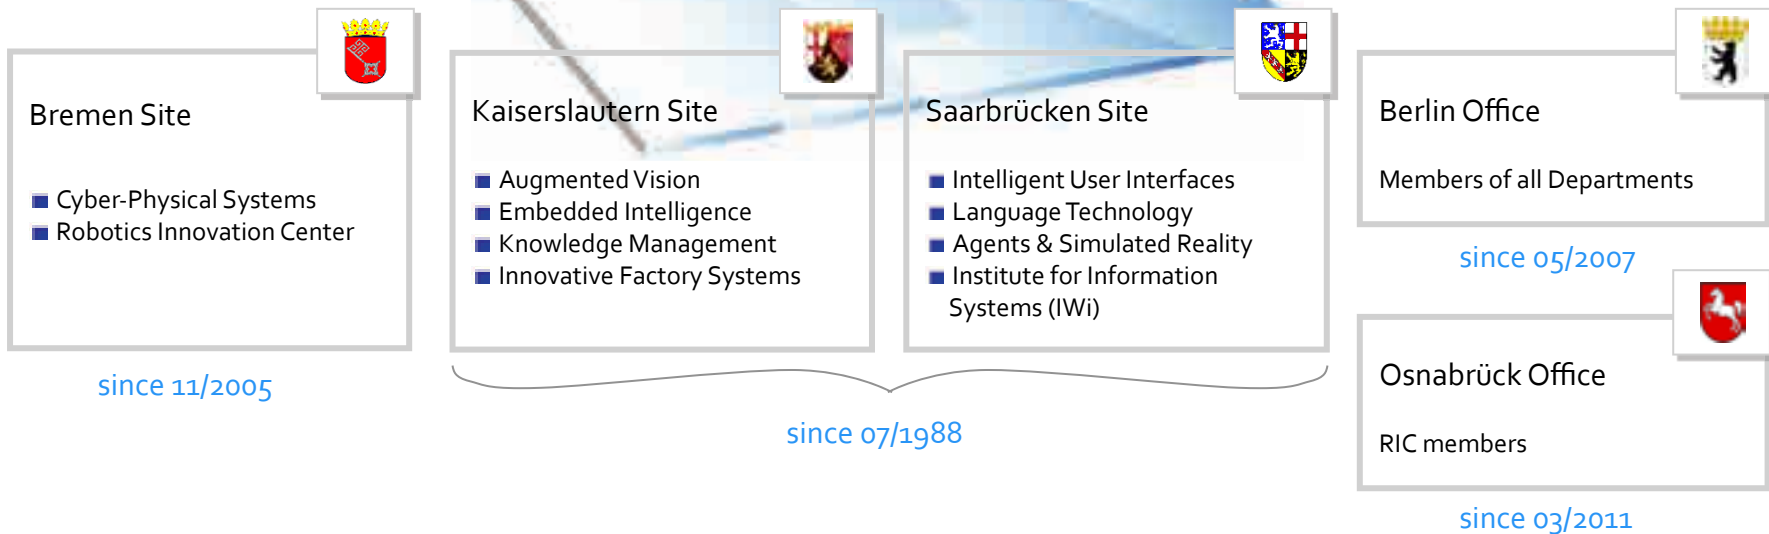 Bremen Site
Cyber-Physical Systems
Robotics Innovation Center
since 11/2005
Kaiserslautern Site
Augmented Vision
Embedded Intelligence
Knowledge Management
Innovative Factory Systems
Saarbrücken Site
Intelligent User Interfaces
Language Technology
Agents & Simulated Reality
Institute for Information
Systems (IWi)
since 07/1988
Berlin Office
Members of all Departments
since 05/2007
Osnabrück Office
RIC members
since 03/2011